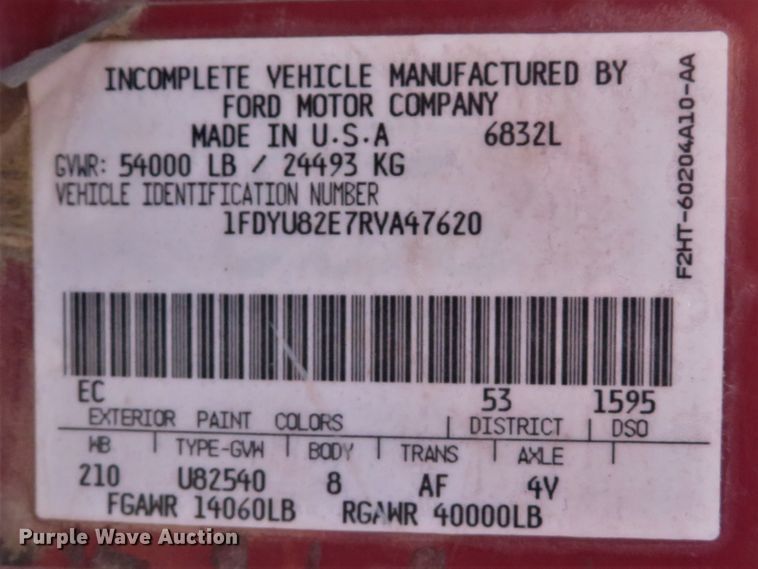 INCOMPLETE VEHICLE MANUFACTURED BY
FORD MOTOR COMPANY
MADE IN U.S.A 6832L
GVWR: 54000 LB / 24493 KG
VEHICLE IDENTIFICATION NUMBER
1FDYU82E7RVA47620
F2HT-60204A10-AA
EC 53 1595
EXTERIOR PAINT COLORS DISTRICT DSO
WB TYPE-GVW BODY TRANS AXLE
210 U82540 8 AF 4V
FGAWR 14060LB RGAWR 40000LB
Purple Wave Auction